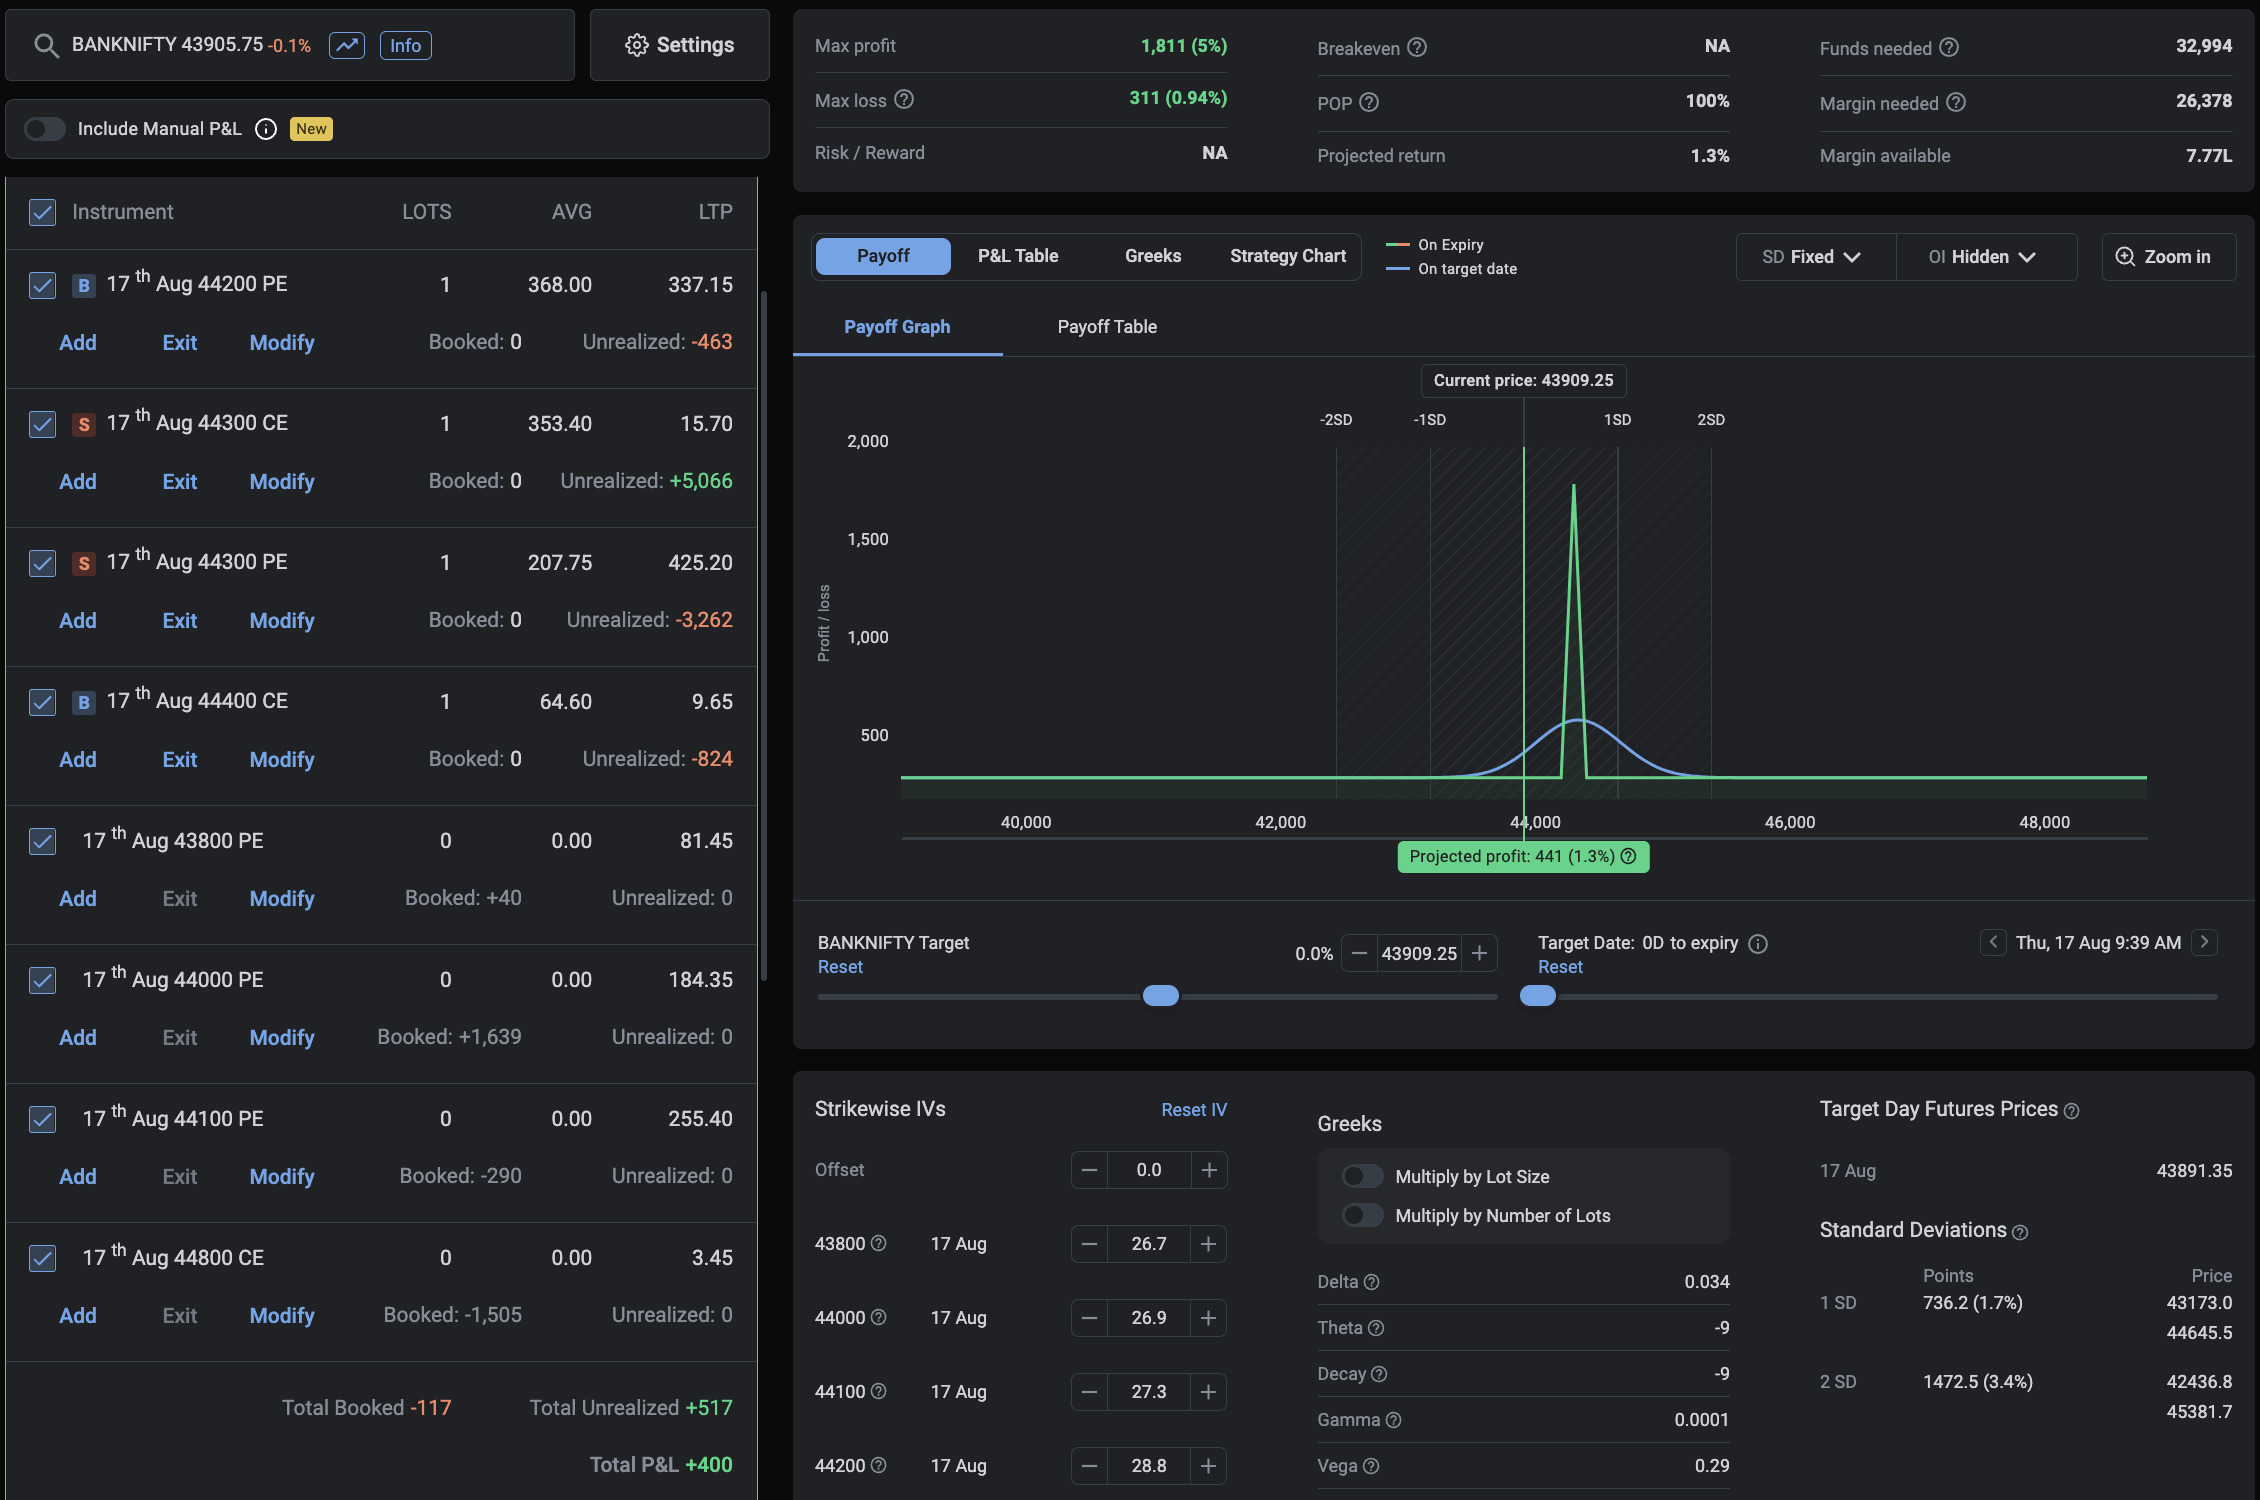 BANKNIFTY 43905.75 -0.1% Info
Settings
Include Manual P&L New
Instrument LOTS AVG LTP
B 17 th Aug 44200 PE 1 368.00 337.15
Add Exit Modify Booked: 0 Unrealized: -463
S 17 th Aug 44300 CE 1 353.40 15.70
Add Exit Modify Booked: 0 Unrealized: +5,066
S 17 th Aug 44300 PE 1 207.75 425.20
Add Exit Modify Booked: 0 Unrealized: -3,262
B 17 th Aug 44400 CE 1 64.60 9.65
Add Exit Modify Booked: 0 Unrealized: -824
17 th Aug 43800 PE 0 0.00 81.45
Add Exit Modify Booked: +40 Unrealized: 0
17 th Aug 44000 PE 0 0.00 184.35
Add Exit Modify Booked: +1,639 Unrealized: 0
17 th Aug 44100 PE 0 0.00 255.40
Add Exit Modify Booked: -290 Unrealized: 0
17 th Aug 44800 CE 0 0.00 3.45
Add Exit Modify Booked: -1,505 Unrealized: 0
Total Booked -117 Total Unrealized +517
Total P&L +400
Max profit 1,811 (5%)
Max loss 311 (0.94%)
Risk / Reward NA
Breakeven NA
POP 100%
Projected return 1.3%
Funds needed 32,994
Margin needed 26,378
Margin available 7.77L
Payoff P&L Table Greeks Strategy Chart
On Expiry
On target date
SD Fixed OI Hidden Zoom in
Payoff Graph Payoff Table
Current price: 43909.25
-2SD -1SD 1SD 2SD
2,000
1,500
1,000
500
Profit / loss
40,000 42,000 44,000 46,000 48,000
Projected profit: 441 (1.3%)
BANKNIFTY Target
Reset
0.0% − 43909.25 +
Target Date: 0D to expiry
Reset
< Thu, 17 Aug 9:39 AM >
Strikewise IVs Reset IV
Offset − 0.0 +
43800 17 Aug − 26.7 +
44000 17 Aug − 26.9 +
44100 17 Aug − 27.3 +
44200 17 Aug − 28.8 +
Greeks
Multiply by Lot Size
Multiply by Number of Lots
Delta 0.034
Theta -9
Decay -9
Gamma 0.0001
Vega 0.29
Target Day Futures Prices
17 Aug 43891.35
Standard Deviations
Points Price
1 SD 736.2 (1.7%) 43173.0
44645.5
2 SD 1472.5 (3.4%) 42436.8
45381.7